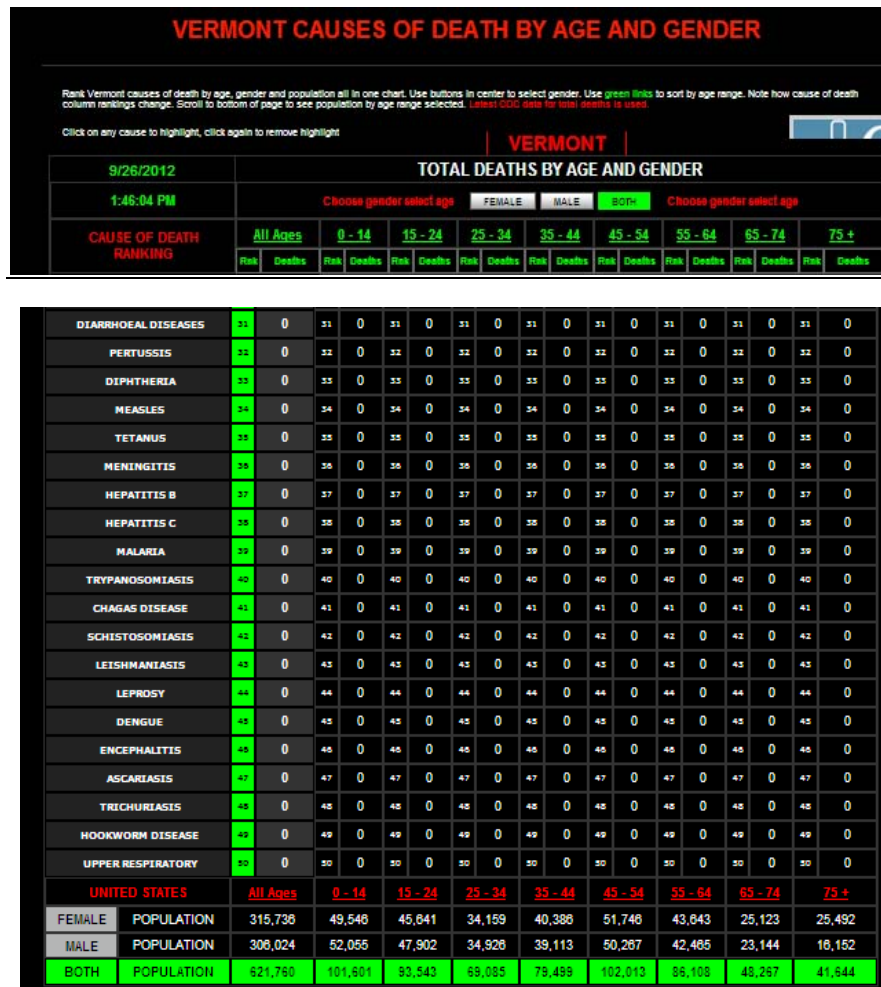 VERMONT CAUSES OF DEATH BY AGE AND GENDER
Rank Vermont causes of death by age, gender and population all in one chart. Use buttons in center to select gender. Use green links to sort by age range. Note how cause of death
column rankings change. Scroll to bottom of page to see population by age range selected. Latest CDC data for total deaths is used.
Click on any cause to highlight, click again to remove highlight
VERMONT
9/26/2012 TOTAL DEATHS BY AGE AND GENDER
1:46:04 PM Choose gender select age FEMALE MALE BOTH Choose gender select age
CAUSE OF DEATH RANKING All Ages 0 - 14 15 - 24 25 - 34 35 - 44 45 - 54 55 - 64 65 - 74 75 +
Rnk Deaths Rnk Deaths Rnk Deaths Rnk Deaths Rnk Deaths Rnk Deaths Rnk Deaths Rnk Deaths Rnk Deaths
DIARRHOEAL DISEASES 31 0 31 0 31 0 31 0 31 0 31 0 31 0 31 0 31 0
PERTUSSIS 32 0 32 0 32 0 32 0 32 0 32 0 32 0 32 0 32 0
DIPHTHERIA 33 0 33 0 33 0 33 0 33 0 33 0 33 0 33 0 33 0
MEASLES 34 0 34 0 34 0 34 0 34 0 34 0 34 0 34 0 34 0
TETANUS 35 0 35 0 35 0 35 0 35 0 35 0 35 0 35 0 35 0
MENINGITIS 36 0 36 0 36 0 36 0 36 0 36 0 36 0 36 0 36 0
HEPATITIS B 37 0 37 0 37 0 37 0 37 0 37 0 37 0 37 0 37 0
HEPATITIS C 38 0 38 0 38 0 38 0 38 0 38 0 38 0 38 0 38 0
MALARIA 39 0 39 0 39 0 39 0 39 0 39 0 39 0 39 0 39 0
TRYPANOSOMIASIS 40 0 40 0 40 0 40 0 40 0 40 0 40 0 40 0 40 0
CHAGAS DISEASE 41 0 41 0 41 0 41 0 41 0 41 0 41 0 41 0 41 0
SCHISTOSOMIASIS 42 0 42 0 42 0 42 0 42 0 42 0 42 0 42 0 42 0
LEISHMANIASIS 43 0 43 0 43 0 43 0 43 0 43 0 43 0 43 0 43 0
LEPROSY 44 0 44 0 44 0 44 0 44 0 44 0 44 0 44 0 44 0
DENGUE 45 0 45 0 45 0 45 0 45 0 45 0 45 0 45 0 45 0
ENCEPHALITIS 46 0 46 0 46 0 46 0 46 0 46 0 46 0 46 0 46 0
ASCARIASIS 47 0 47 0 47 0 47 0 47 0 47 0 47 0 47 0 47 0
TRICHURIASIS 48 0 48 0 48 0 48 0 48 0 48 0 48 0 48 0 48 0
HOOKWORM DISEASE 49 0 49 0 49 0 49 0 49 0 49 0 49 0 49 0 49 0
UPPER RESPIRATORY 50 0 50 0 50 0 50 0 50 0 50 0 50 0 50 0 50 0
UNITED STATES All Ages 0 - 14 15 - 24 25 - 34 35 - 44 45 - 54 55 - 64 65 - 74 75 +
FEMALE POPULATION 315,736 49,546 45,641 34,159 40,386 51,746 43,643 25,123 25,492
MALE POPULATION 306,024 52,055 47,902 34,926 39,113 50,267 42,465 23,144 16,152
BOTH POPULATION 621,760 101,601 93,543 69,085 79,499 102,013 86,108 48,267 41,644